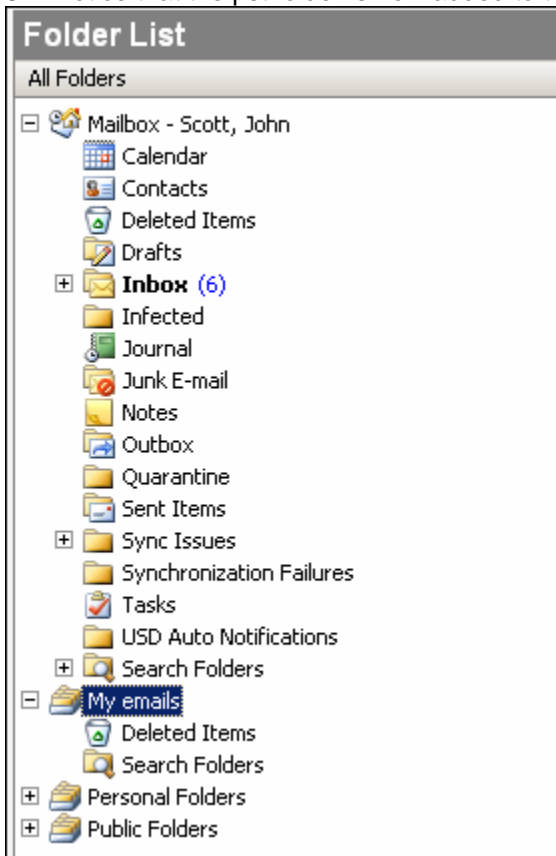 Folder List
All Folders
Mailbox - Scott, John
Calendar
Contacts
Deleted Items
Drafts
Inbox (6)
Infected
Journal
Junk E-mail
Notes
Outbox
Quarantine
Sent Items
Sync Issues
Synchronization Failures
Tasks
USD Auto Notifications
Search Folders
My emails
Deleted Items
Search Folders
Personal Folders
Public Folders